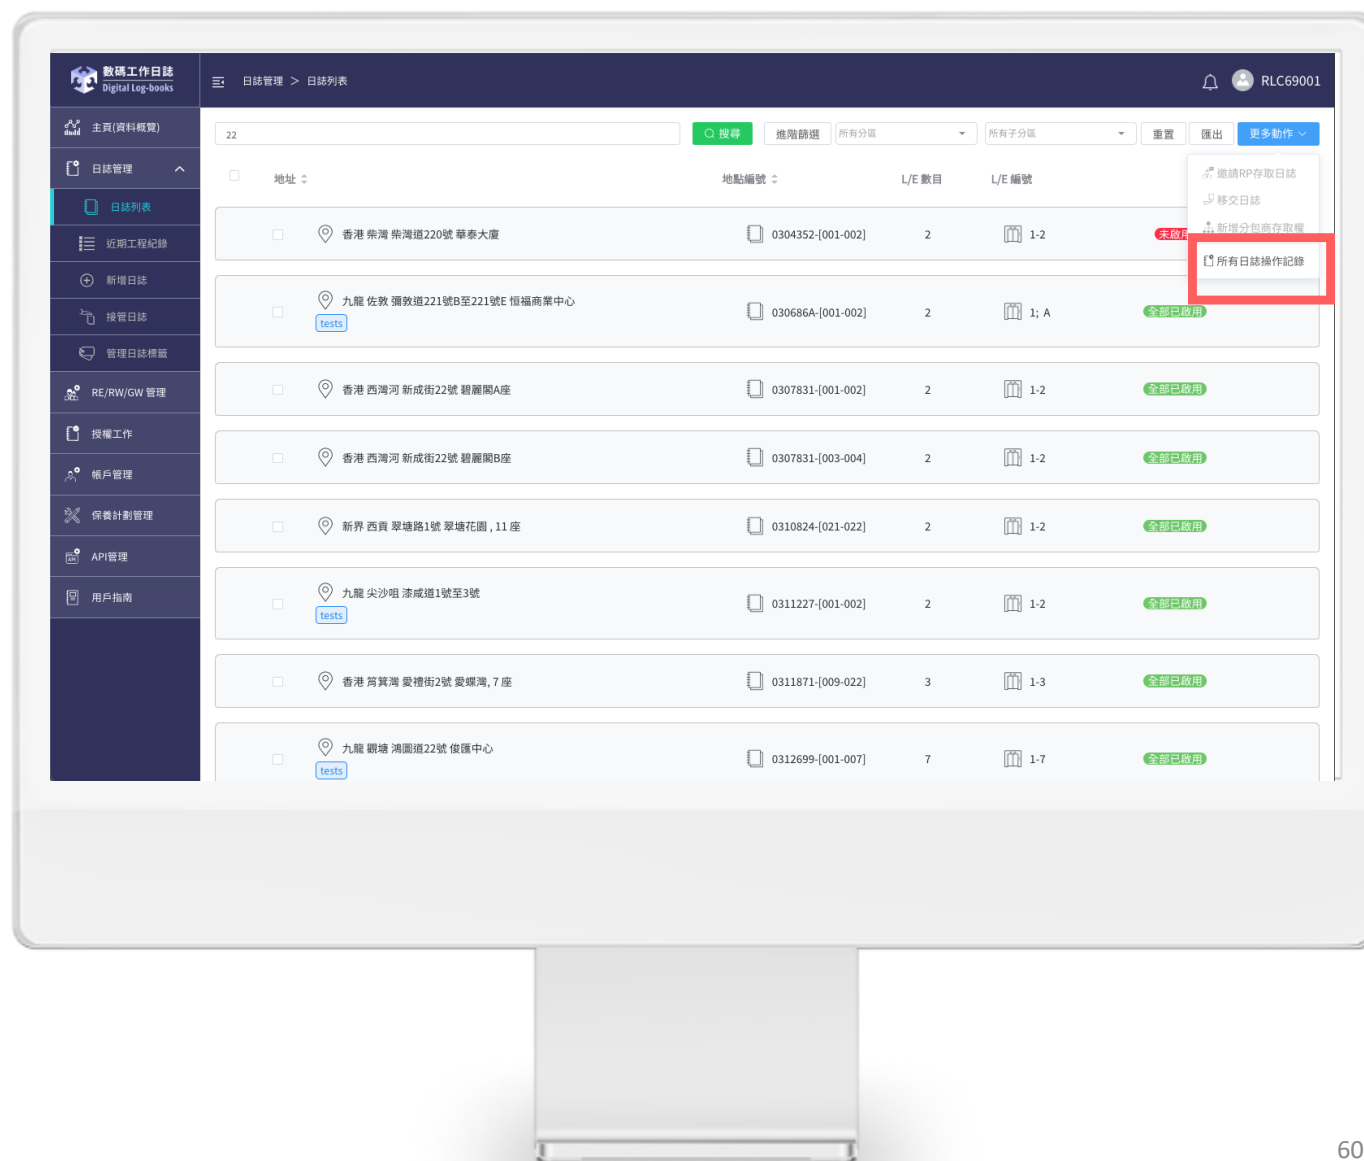 數碼工作日誌
Digital Log-books
日誌管理 > 日誌列表
RLC69001
主頁(資料概覽)
日誌管理
日誌列表
近期工程紀錄
新增日誌
接管日誌
管理日誌標籤
RE/RW/GW 管理
授權工作
帳戶管理
保養計劃管理
API管理
用戶指南
22 搜尋 進階篩選 所有分區 所有子分區 重置 匯出 更多動作
邀請RP存取日誌
移交日誌
新增分包商存取權
所有日誌操作記錄
地址 地點編號 L/E 數目 L/E 編號
香港 柴灣 柴灣道220號 華泰大廈 0304352-[001-002] 2 1-2 未啟用
九龍 佐敦 彌敦道221號B至221號E 恒福商業中心 030686A-[001-002] 2 1; A 全部已啟用
tests
香港 西灣河 新成街22號 碧麗閣A座 0307831-[001-002] 2 1-2 全部已啟用
香港 西灣河 新成街22號 碧麗閣B座 0307831-[003-004] 2 1-2 全部已啟用
新界 西貢 翠塘路1號 翠塘花園 , 11 座 0310824-[021-022] 2 1-2 全部已啟用
九龍 尖沙咀 漆咸道1號至3號 0311227-[001-002] 2 1-2 全部已啟用
tests
香港 筲箕灣 愛禮街2號 愛蝶灣, 7 座 0311871-[009-022] 3 1-3 全部已啟用
九龍 觀塘 鴻圖道22號 俊匯中心 0312699-[001-007] 7 1-7 全部已啟用
tests
60